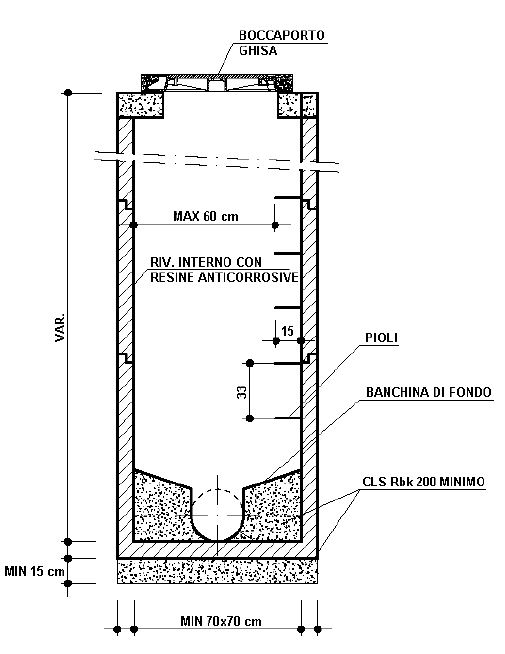 BOCCAPORTO
GHISA
MAX 60 cm
RIV. INTERNO CON
RESINE ANTICORROSIVE
VAR.
15
PIOLI
33
BANCHINA DI FONDO
CLS Rbk 200 MINIMO
MIN 15 cm
MIN 70x70 cm